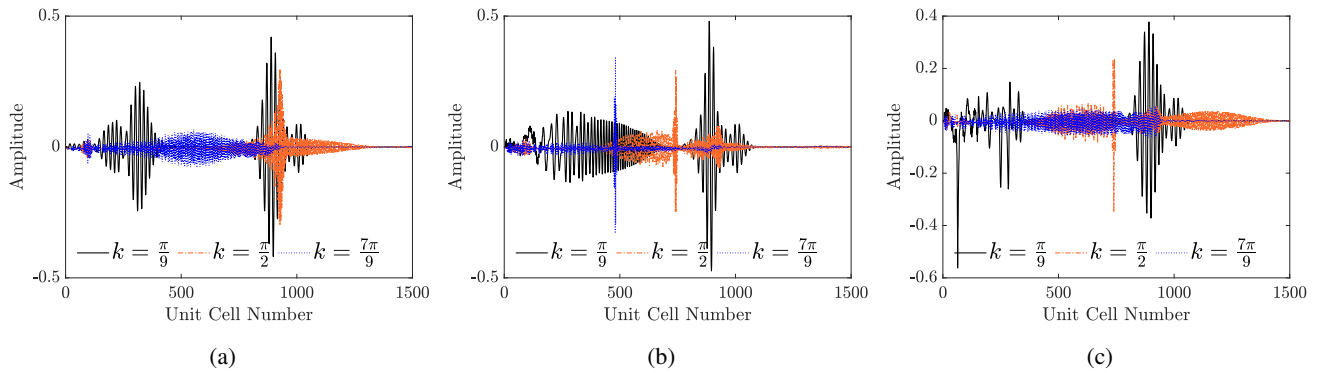 0.5
0
-0.5
Amplitude
k = π/9 k = π/2 k = 7π/9
0 500 1000 1500
Unit Cell Number
(a)
0.5
0
-0.5
Amplitude
k = π/9 k = π/2 k = 7π/9
0 500 1000 1500
Unit Cell Number
(b)
0.4
0.2
0
-0.2
-0.4
-0.6
Amplitude
k = π/9 k = π/2 k = 7π/9
0 500 1000 1500
Unit Cell Number
(c)